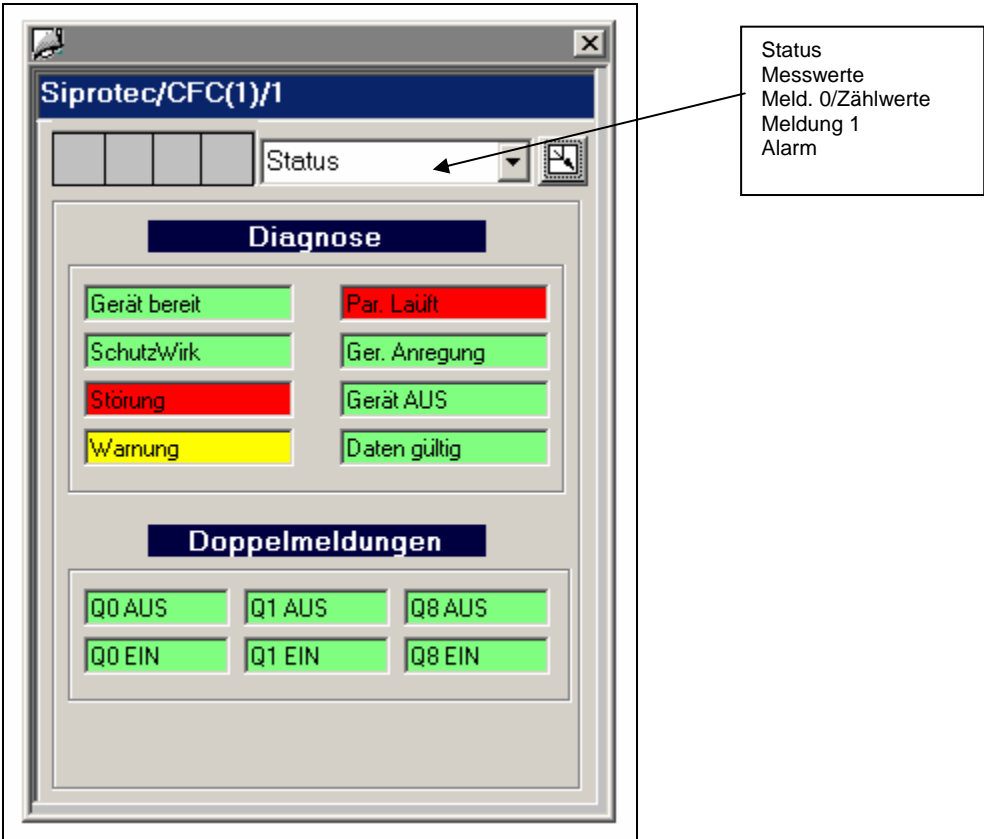 Siprotec/CFC(1)/1
Status
Status
Messwerte
Meld. 0/Zählwerte
Meldung 1
Alarm
Diagnose
Gerät bereit
Par. Laüft
SchutzWirk
Ger. Anregung
Störung
Gerät AUS
Warnung
Daten gültig
Doppelmeldungen
Q0 AUS
Q1 AUS
Q8 AUS
Q0 EIN
Q1 EIN
Q8 EIN